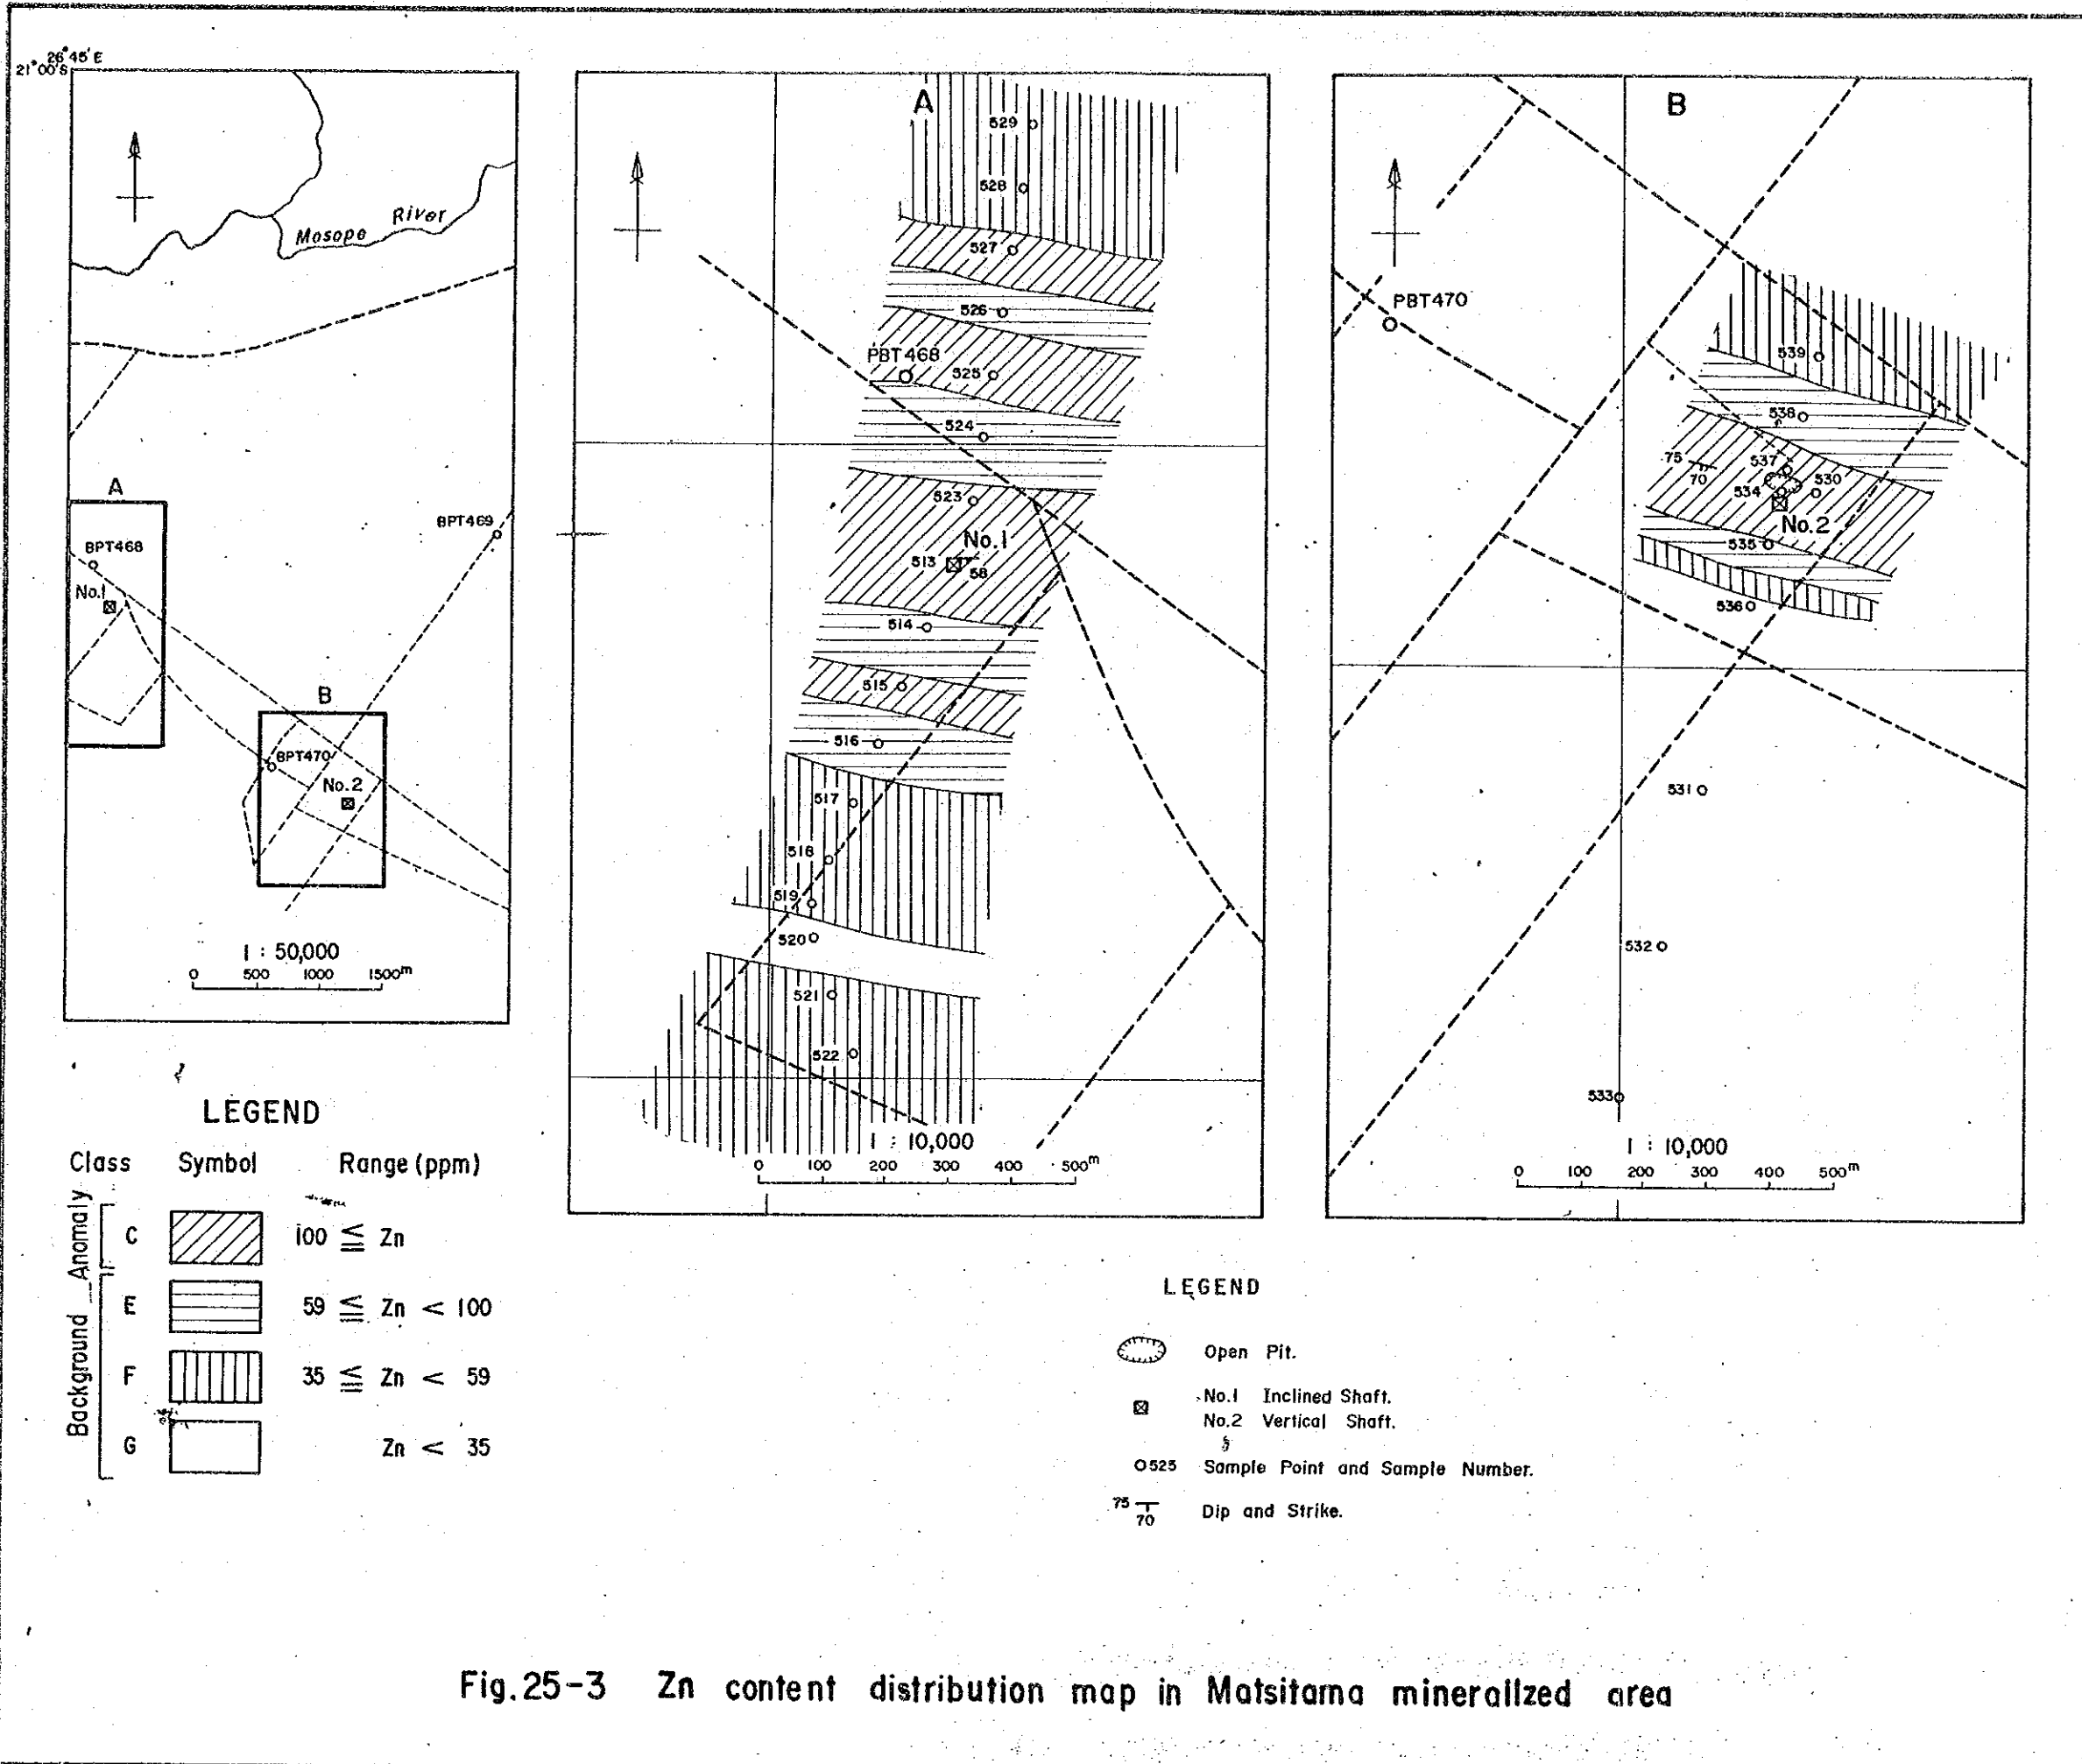 26°45'E
21°00'S
Mosope River
A
BPT468
No.1
BPT469
B
BPT470
No.2
1 : 50,000
0 500 1000 1500m
A
529
528
527
526
PBT468
525
524
523
No.1
513
58
514
515
516
517
518
519
520
521
522
1 : 10,000
0 100 200 300 400 500m
B
PBT470
539
538
75
70
537
530
534
No.2
535
536
531
532
533
1 : 10,000
0 100 200 300 400 500m
LEGEND
Class Symbol Range (ppm)
Anomaly
C 100 ≦ Zn
Background
E 59 ≦ Zn < 100
F 35 ≦ Zn < 59
G Zn < 35
LEGEND
Open Pit.
No.1 Inclined Shaft.
No.2 Vertical Shaft.
525 Sample Point and Sample Number.
75 70 Dip and Strike.
Fig.25-3 Zn content distribution map in Matsitama mineralized area